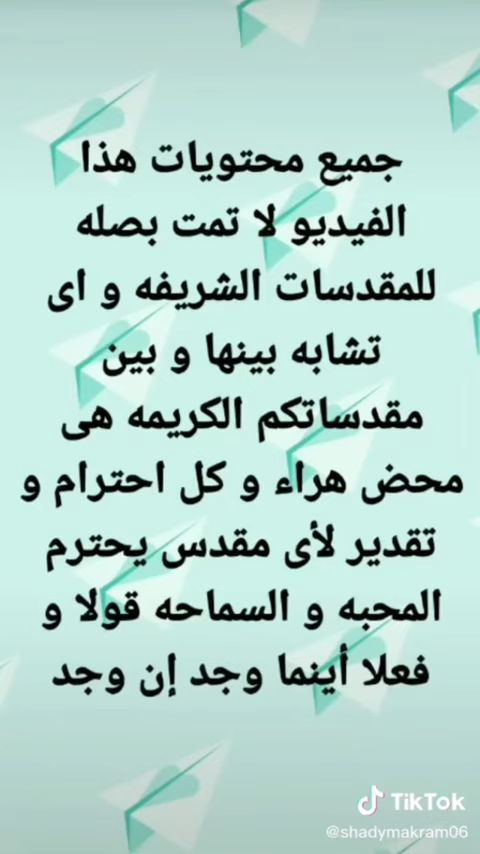 جميع محتويات هذا
الفيديو لا تمت بصله
للمقدسات الشريفه و اى
تشابه بينها و بين
مقدساتكم الكريمه هى
محض هراء و كل احترام و
تقدير لأى مقدس يحترم
المحبه و السماحه قولا و
فعلا أينما وجد إن وجد
TikTok
@shadymakram06